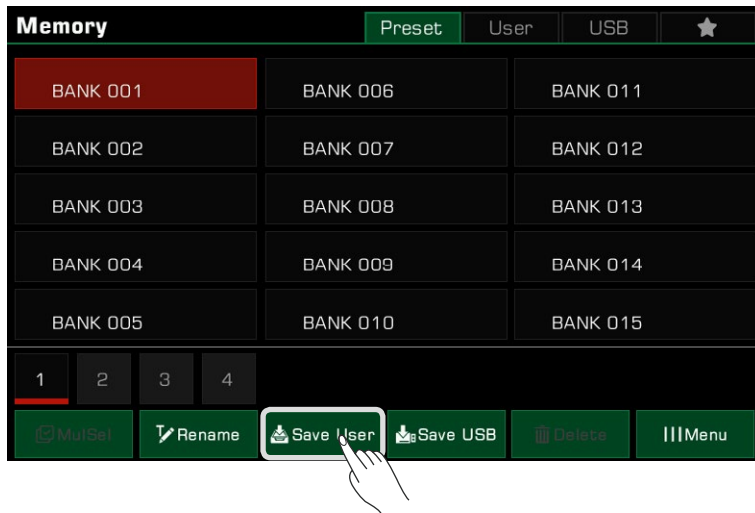 Memory Preset User USB
BANK 001 BANK 006 BANK 011
BANK 002 BANK 007 BANK 012
BANK 003 BANK 008 BANK 013
BANK 004 BANK 009 BANK 014
BANK 005 BANK 010 BANK 015
1 2 3 4
MulSel Rename Save User Save USB Delete Menu